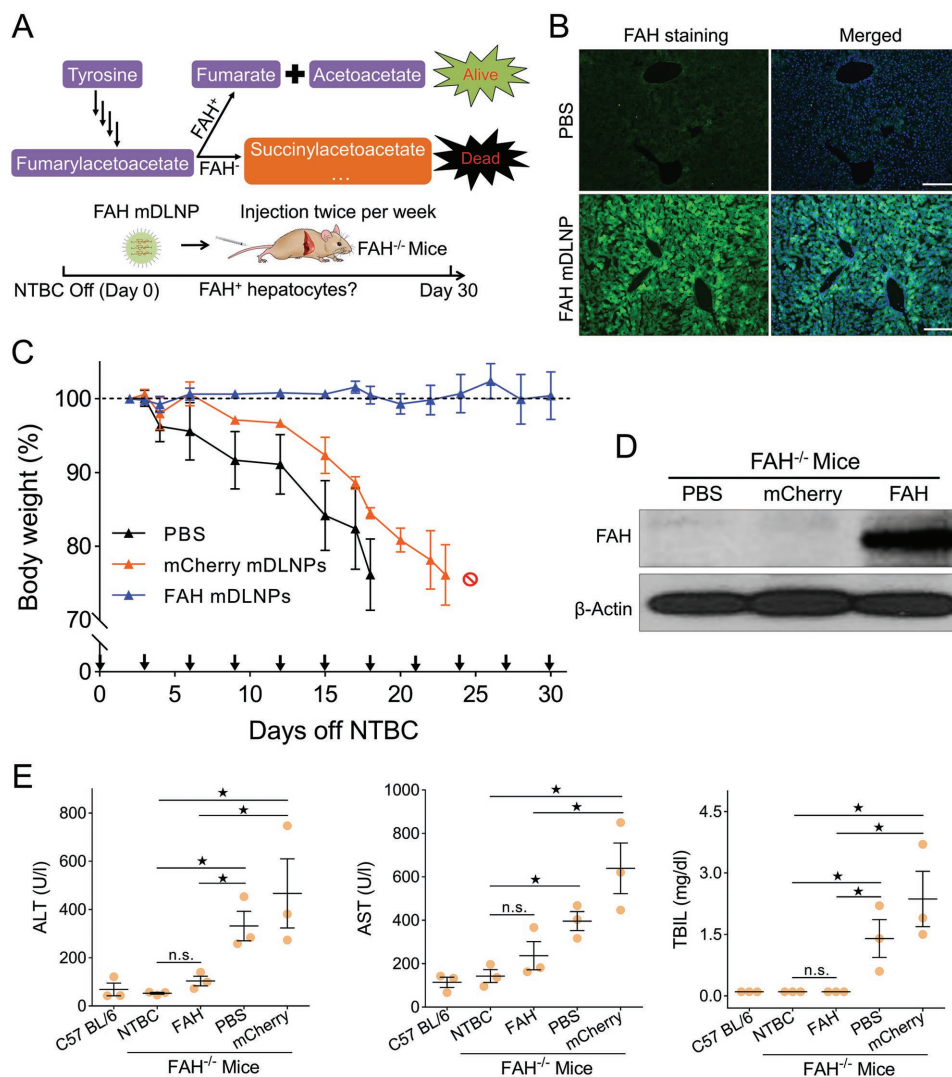 A
Tyrosine
Fumarate + Acetoacetate
Alive
FAH⁺
Fumarylacetoacetate
FAH⁻
Succinylacetoacetate
...
Dead
FAH mDLNP
Injection twice per week
FAH⁻/⁻ Mice
NTBC Off (Day 0)
FAH⁺ hepatocytes?
Day 30
B
FAH staining
Merged
PBS
FAH mDLNP
C
Body weight (%)
100
90
80
70
0
PBS
mCherry mDLNPs
FAH mDLNPs
0 5 10 15 20 25 30
Days off NTBC
D
FAH⁻/⁻ Mice
PBS mCherry FAH
FAH
β-Actin
E
ALT (U/l)
800
600
400
200
0
★
★
★
★
n.s.
C57 BL/6 NTBC FAH PBS mCherry
FAH⁻/⁻ Mice
AST (U/l)
1000
800
600
400
200
0
★
★
★
n.s.
C57 BL/6 NTBC FAH PBS mCherry
FAH⁻/⁻ Mice
TBIL (mg/dl)
4.5
3.0
1.5
0.0
★
★
★
★
n.s.
C57 BL/6 NTBC FAH PBS mCherry
FAH⁻/⁻ Mice